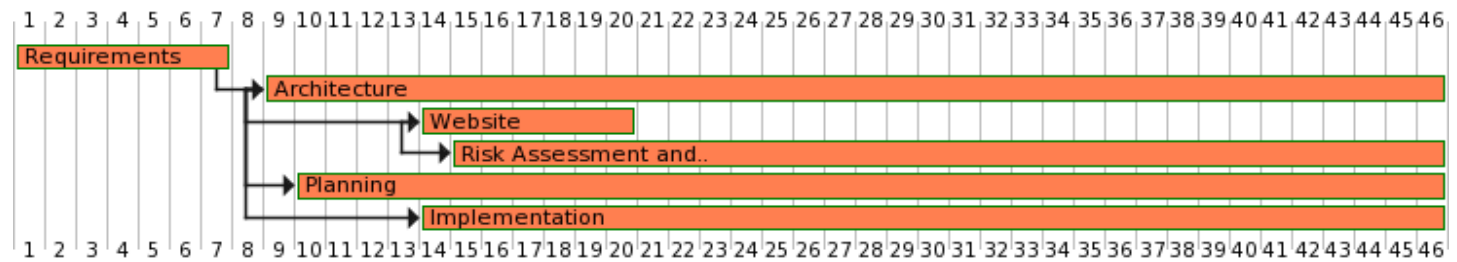 1 2 3 4 5 6 7 8 9 10 11 12 13 14 15 16 17 18 19 20 21 22 23 24 25 26 27 28 29 30 31 32 33 34 35 36 37 38 39 40 41 42 43 44 45 46
Requirements
Architecture
Website
Risk Assessment and..
Planning
Implementation
1 2 3 4 5 6 7 8 9 10 11 12 13 14 15 16 17 18 19 20 21 22 23 24 25 26 27 28 29 30 31 32 33 34 35 36 37 38 39 40 41 42 43 44 45 46